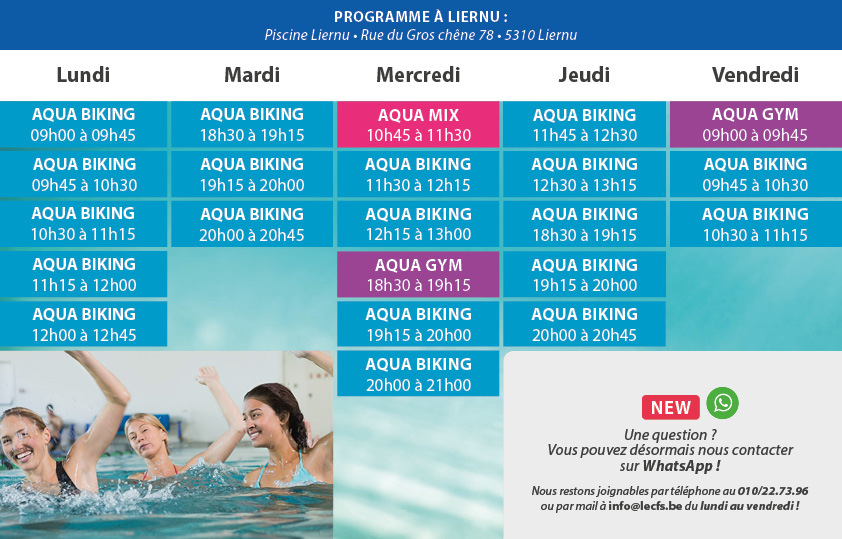 PROGRAMME À LIERNU :
Piscine Liernu • Rue du Gros chêne 78 • 5310 Liernu
Lundi
AQUA BIKING
09h00 à 09h45
AQUA BIKING
09h45 à 10h30
AQUA BIKING
10h30 à 11h15
AQUA BIKING
11h15 à 12h00
AQUA BIKING
12h00 à 12h45
Mardi
AQUA BIKING
18h30 à 19h15
AQUA BIKING
19h15 à 20h00
AQUA BIKING
20h00 à 20h45
Mercredi
AQUA MIX
10h45 à 11h30
AQUA BIKING
11h30 à 12h15
AQUA BIKING
12h15 à 13h00
AQUA GYM
18h30 à 19h15
AQUA BIKING
19h15 à 20h00
AQUA BIKING
20h00 à 21h00
Jeudi
AQUA BIKING
11h45 à 12h30
AQUA BIKING
12h30 à 13h15
AQUA BIKING
18h30 à 19h15
AQUA BIKING
19h15 à 20h00
AQUA BIKING
20h00 à 20h45
Vendredi
AQUA GYM
09h00 à 09h45
AQUA BIKING
09h45 à 10h30
AQUA BIKING
10h30 à 11h15
NEW
Une question ?
Vous pouvez désormais nous contacter
sur WhatsApp !
Nous restons joignables par téléphone au 010/22.73.96
ou par mail à info@lecfs.be du lundi au vendredi !